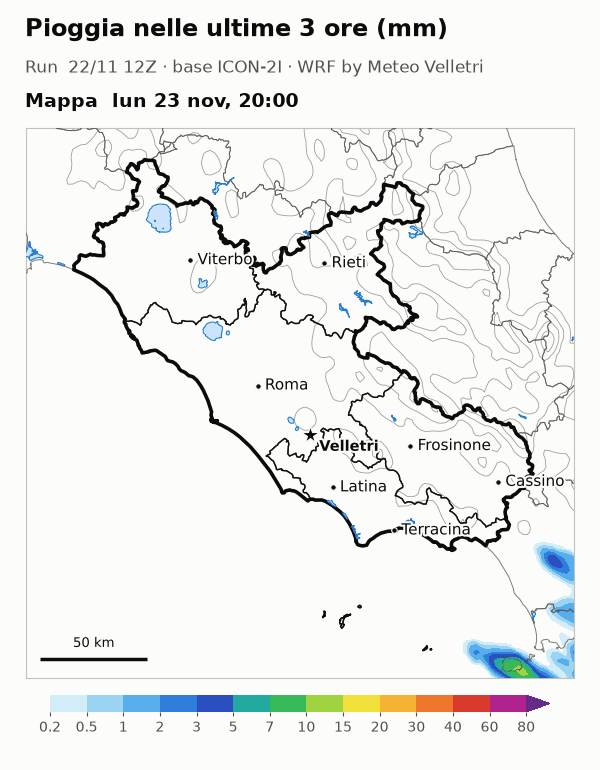 Pioggia nelle ultime 3 ore (mm)
Run  22/11 12Z · base ICON-2I · WRF by Meteo Velletri
Mappa  lun 23 nov, 20:00
Viterbo
Rieti
Roma
Velletri
Frosinone
Latina
Cassino
Terracina
50 km
0.2 0.5 1 2 3 5 7 10 15 20 30 40 60 80